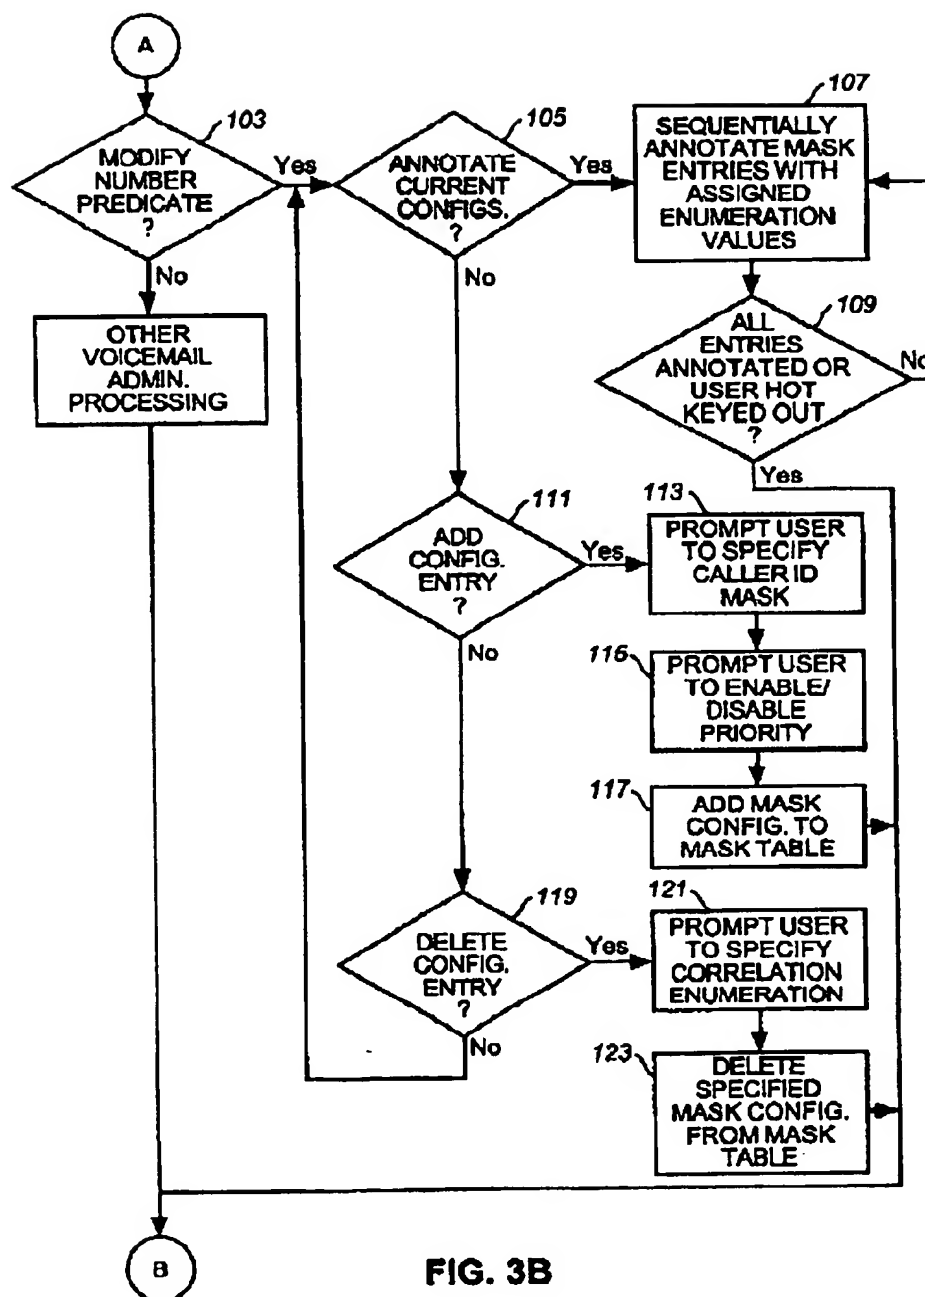 A
103
MODIFY
NUMBER
PREDICATE
?
Yes
No
OTHER
VOICEMAIL
ADMIN.
PROCESSING
105
ANNOTATE
CURRENT
CONFIGS.
?
Yes
No
107
SEQUENTIALLY
ANNOTATE MASK
ENTRIES WITH
ASSIGNED
ENUMERATION
VALUES
109
ALL
ENTRIES
ANNOTATED OR
USER HOT
KEYED OUT
?
No
Yes
111
ADD
CONFIG.
ENTRY
?
Yes
No
113
PROMPT USER
TO SPECIFY
CALLER ID
MASK
116
PROMPT USER
TO ENABLE/
DISABLE
PRIORITY
117
ADD MASK
CONFIG. TO
MASK TABLE
119
DELETE
CONFIG.
ENTRY
?
Yes
No
121
PROMPT USER
TO SPECIFY
CORRELATION
ENUMERATION
123
DELETE
SPECIFIED
MASK CONFIG.
FROM MASK
TABLE
B
FIG. 3B